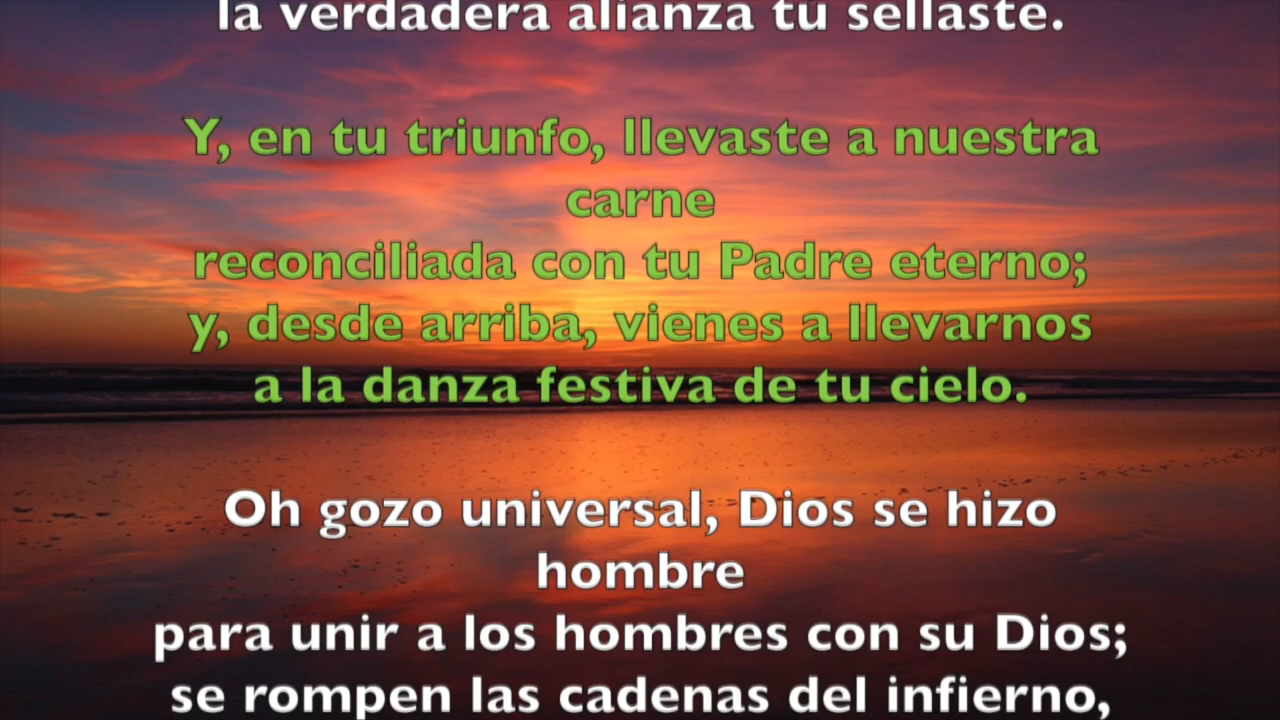 la verdadera alianza tú sellaste.
Y, en tu triunfo, llevaste a nuestra
carne
reconciliada con tu Padre eterno;
y, desde arriba, vienes a llevarnos
a la danza festiva de tu cielo.
Oh gozo universal, Dios se hizo
hombre
para unir a los hombres con su Dios;
se rompen las cadenas del infierno,